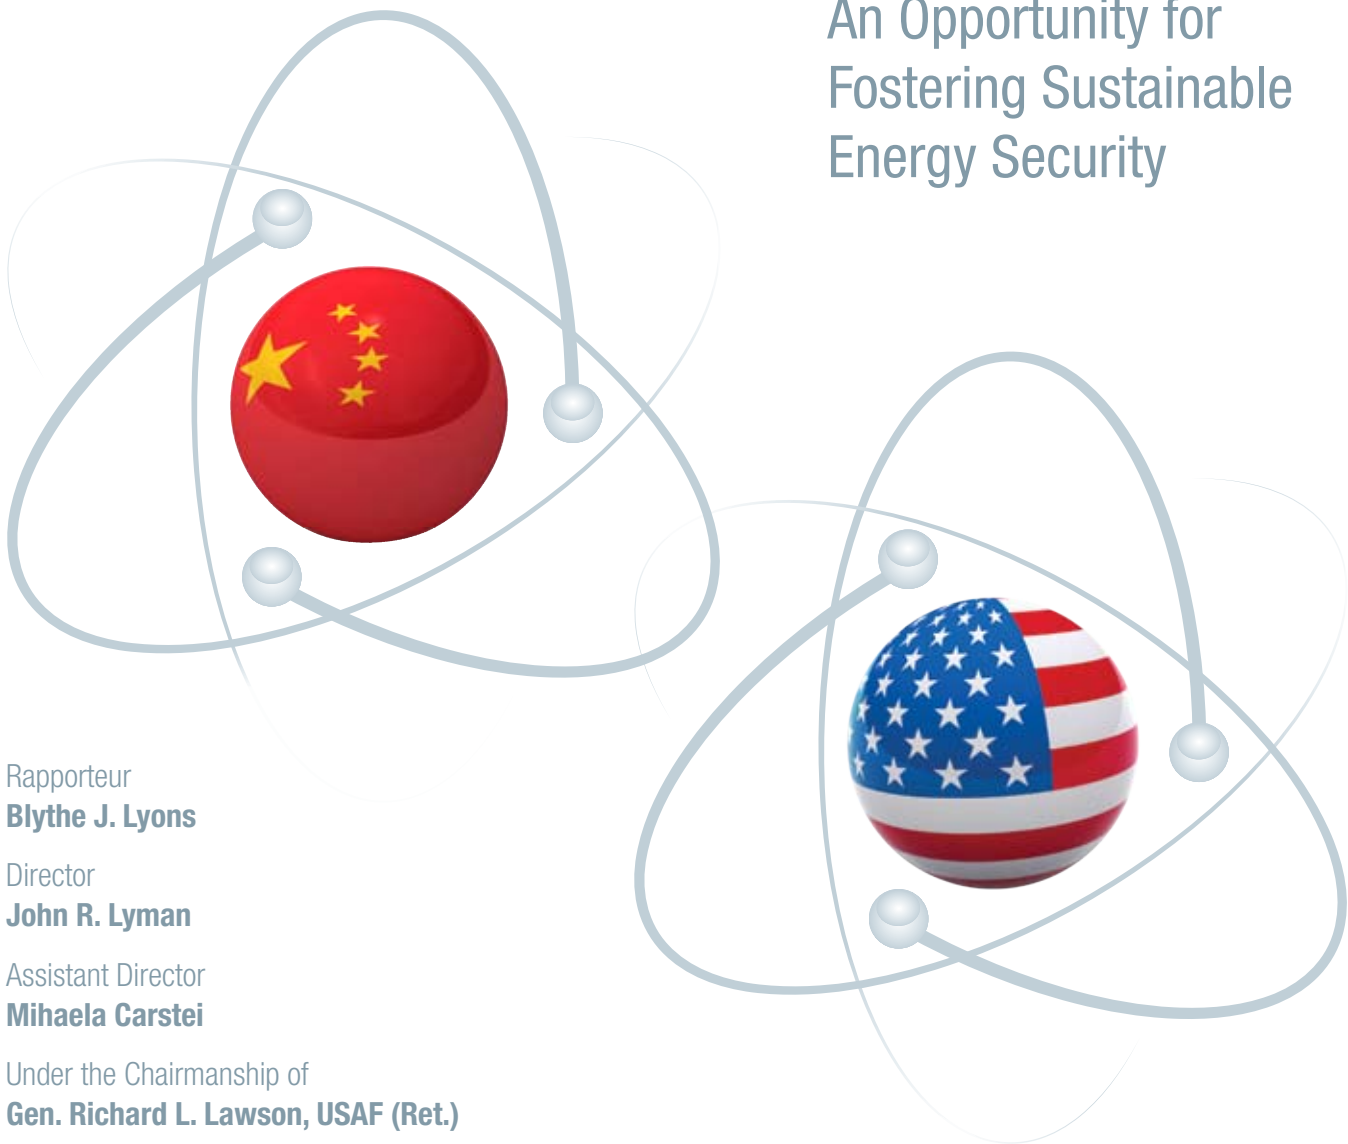 An Opportunity for
Fostering Sustainable
Energy Security
Rapporteur
Blythe J. Lyons
Director
John R. Lyman
Assistant Director
Mihaela Carstei
Under the Chairmanship of
Gen. Richard L. Lawson, USAF (Ret.)